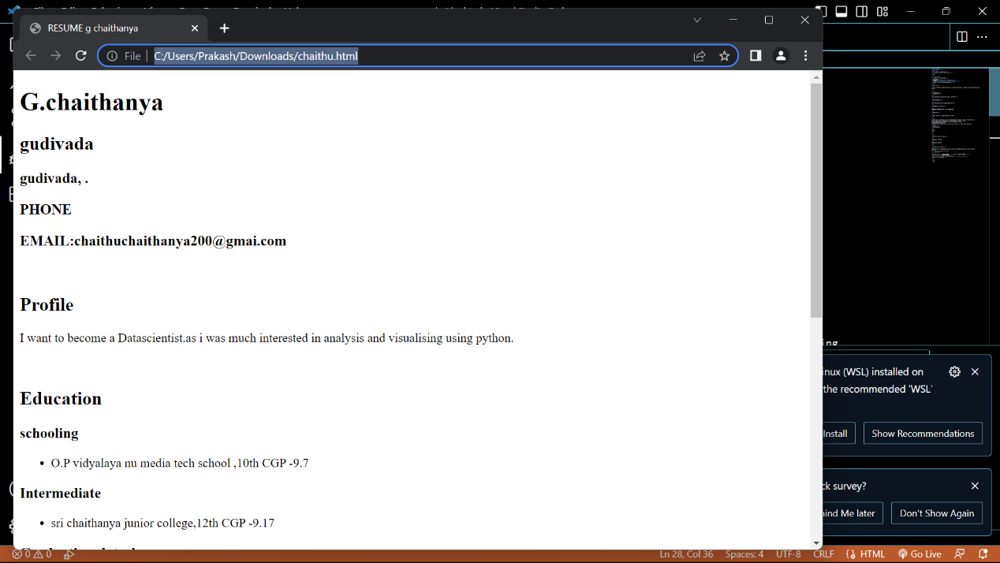 RESUME g chaithanya
File
C:/Users/Prakash/Downloads/chaithu.html
G.chaithanya
gudivada
gudivada, .
PHONE
EMAIL:chaithuchaithanya200@gmai.com
Profile
I want to become a Datascientist.as i was much interested in analysis and visualising using python.
Education
schooling
O.P vidyalaya nu media tech school ,10th CGP -9.7
Intermediate
sri chaithanya junior college,12th CGP -9.17
(WSL) installed on
the recommended 'WSL'
Install
Show Recommendations
survey?
Me later
Don't Show Again
0 0
Ln 28, Col 36
Spaces: 4
UTF-8
CRLF
HTML
Go Live